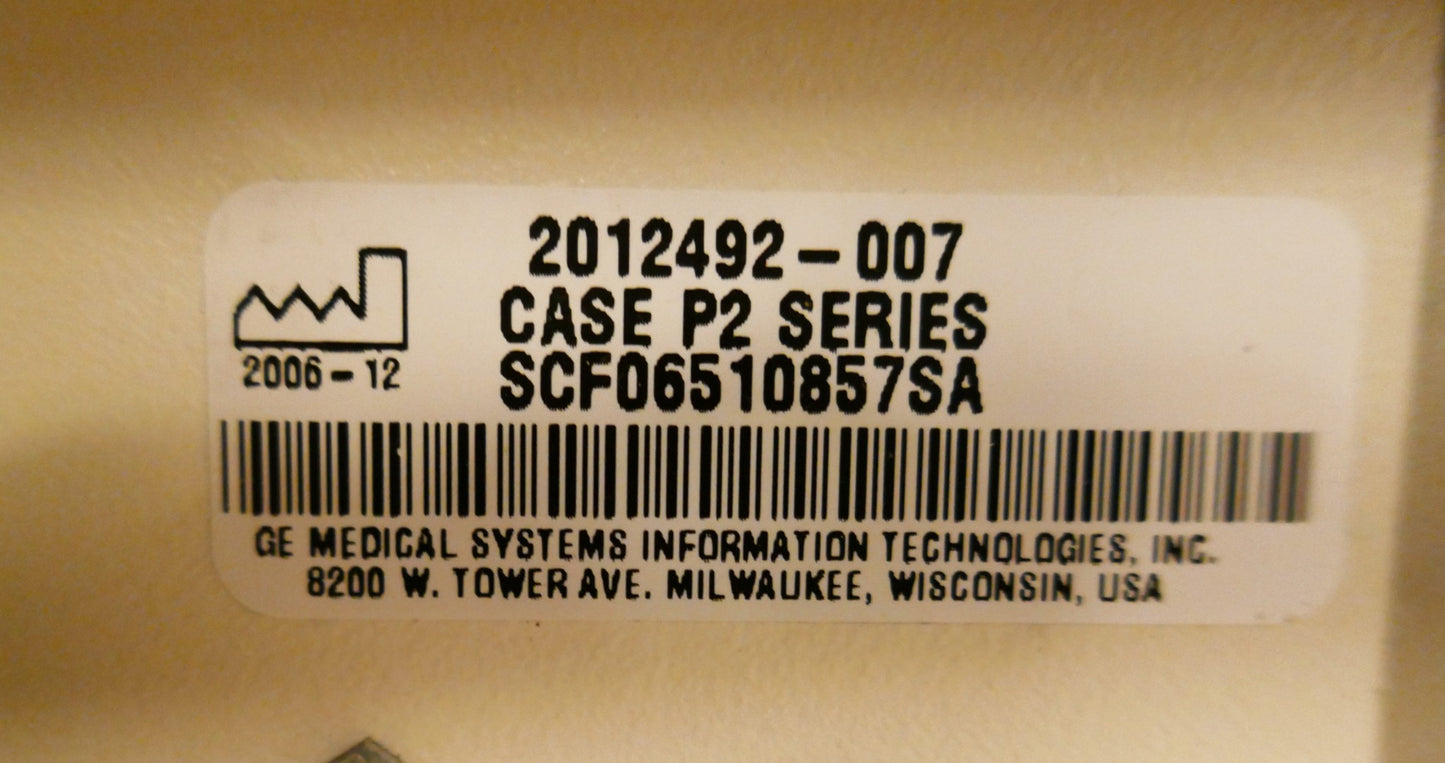 2012492-007
CASE P2 SERIES
2006-12
SCF06510857SA
GE MEDICAL SYSTEMS INFORMATION TECHNOLOGIES, INC.
8200 W. TOWER AVE. MILWAUKEE, WISCONSIN, USA